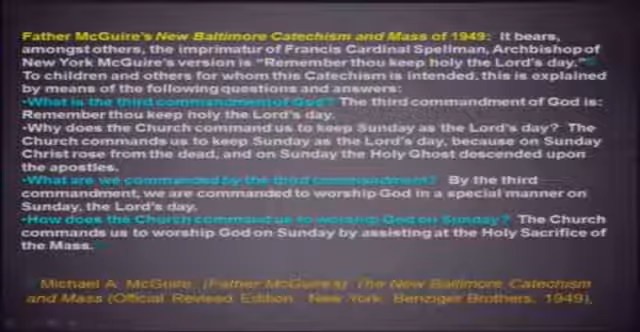 Father McGuire's New Baltimore Catechism and Mass of 1949: It bears,
amongst others, the imprimatur of Francis Cardinal Spellman, Archbishop of
New York McGuire's version is "Remember thou keep holy the Lord's day."
To children and others for whom this Catechism is intended, this is explained
by means of the following questions and answers:
•What is the third commandment of God? The third commandment of God is:
Remember thou keep holy the Lord's day.
•Why does the Church command us to keep Sunday as the Lord's day? The
Church commands us to keep Sunday as the Lord's day, because on Sunday
Christ rose from the dead, and on Sunday the Holy Ghost descended upon
the apostles.
•What are we commanded by the third commandment? By the third
commandment, we are commanded to worship God in a special manner on
Sunday, the Lord's day.
•How does the Church command us to worship God on Sunday? The Church
commands us to worship God on Sunday by assisting at the Holy Sacrifice of
the Mass.
Michael A. McGuire, (Father McGuire's) The New Baltimore Catechism
and Mass (Official Revised Edition. New York: Benziger Brothers, 1949),